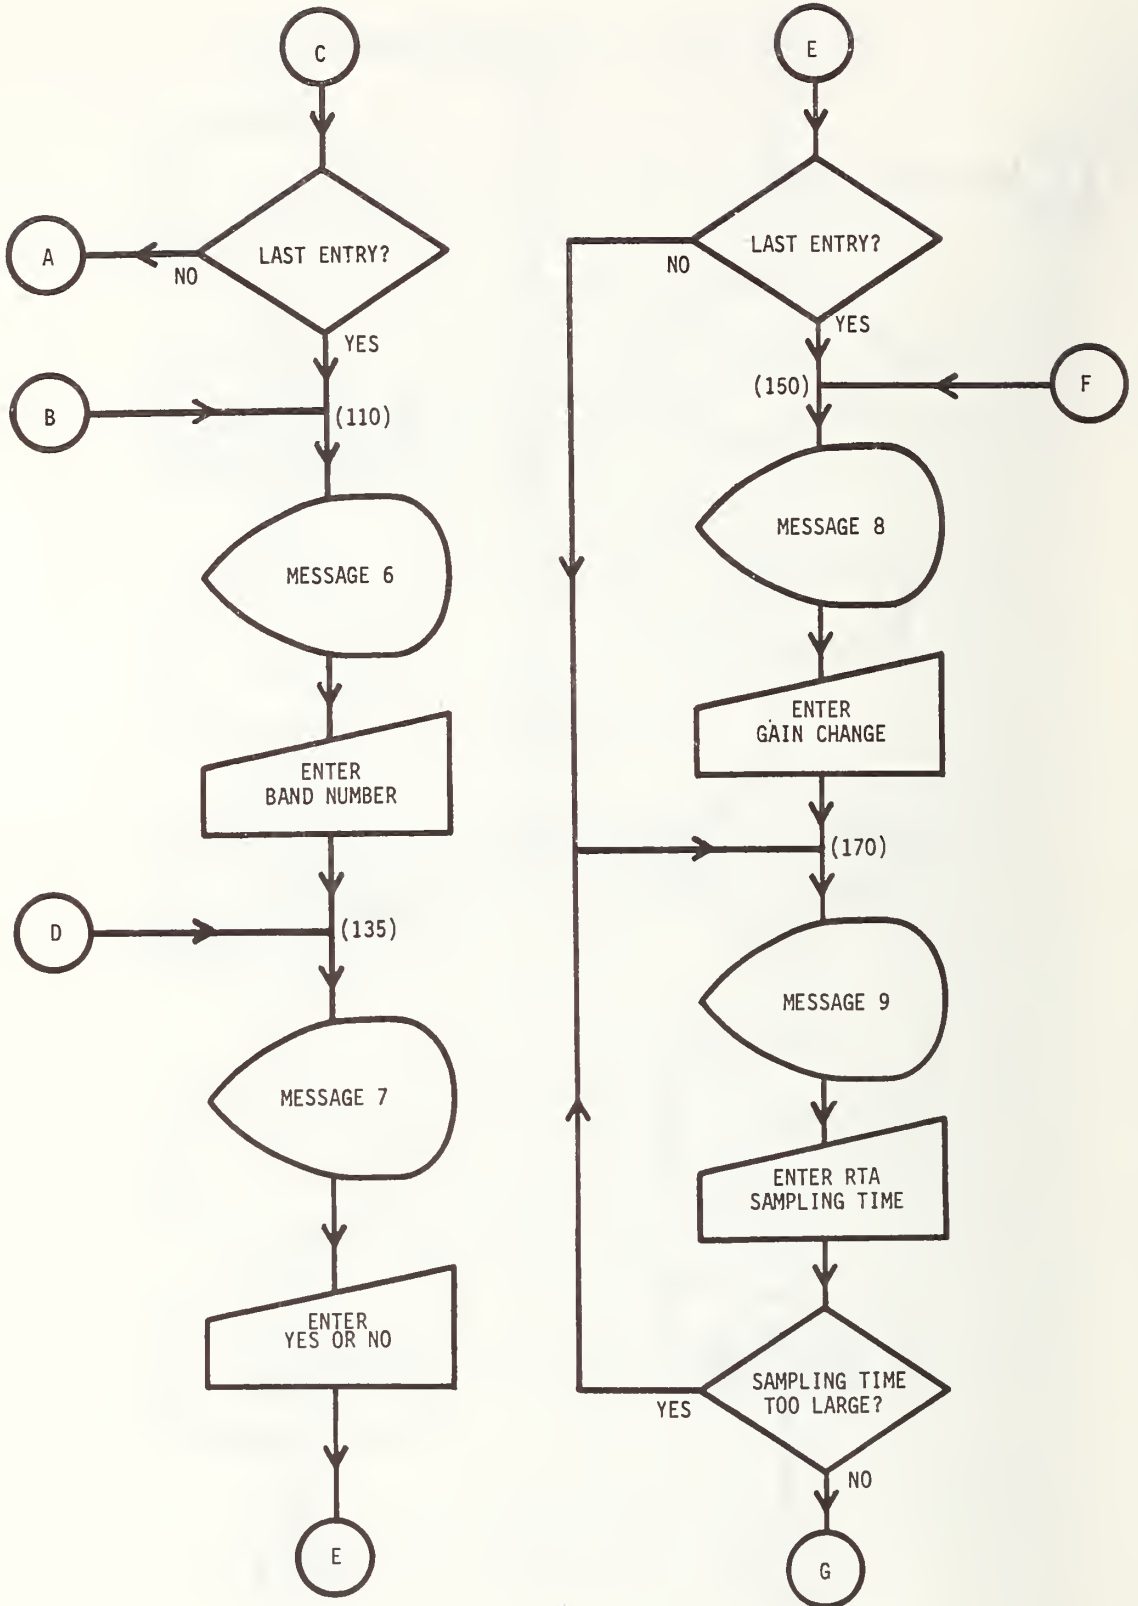 C
LAST ENTRY?
A
NO
YES
B
(110)
MESSAGE 6
ENTER
BAND NUMBER
D
(135)
MESSAGE 7
ENTER
YES OR NO
E
E
LAST ENTRY?
NO
YES
(150)
F
MESSAGE 8
ENTER
GAIN CHANGE
(170)
MESSAGE 9
ENTER RTA
SAMPLING TIME
SAMPLING TIME
TOO LARGE?
YES
NO
G